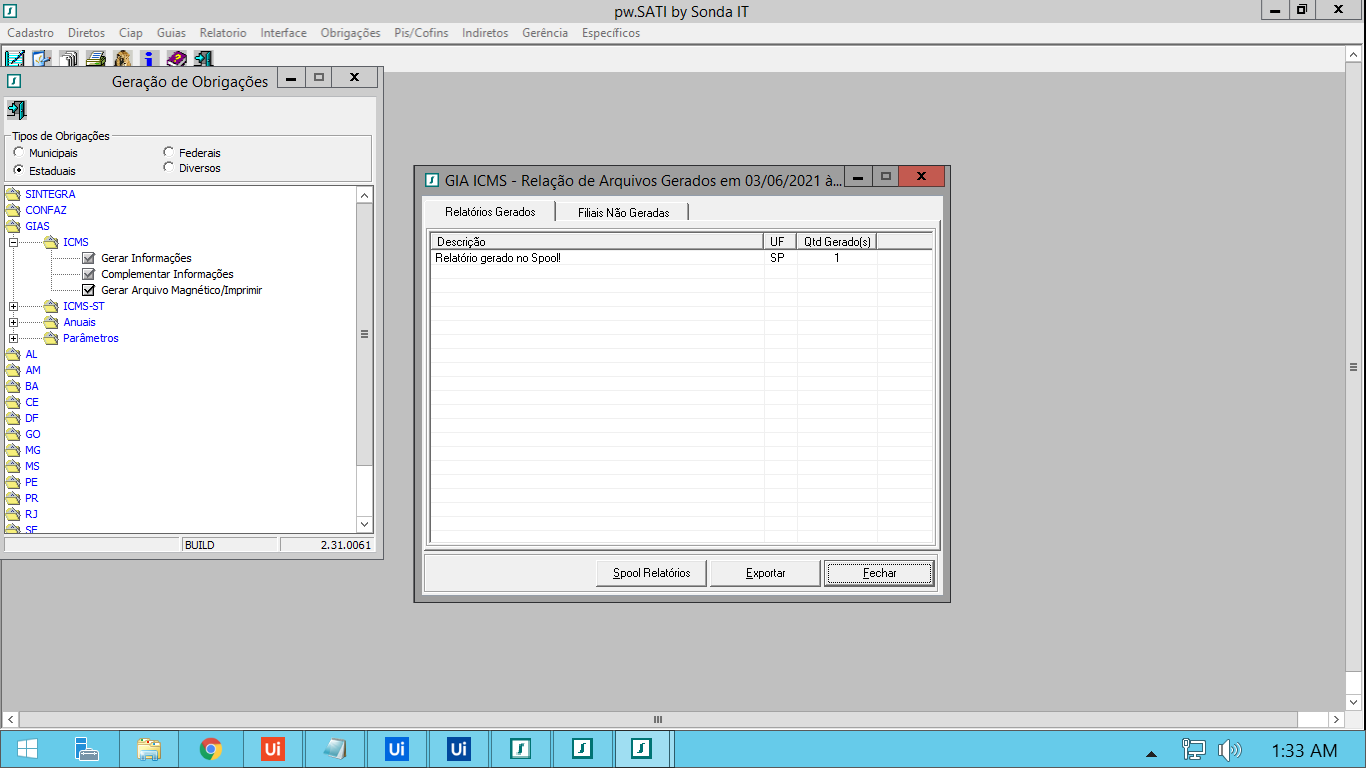 pw.SATI by Sonda IT
Cadastro Diretos Ciap Guias Relatorio Interface Obrigações Pis/Cofins Indiretos Gerência Específicos
Geração de Obrigações
Tipos de Obrigações
Municipais Federais
Estaduais Diversos
SINTEGRA
CONFAZ
GIAS
ICMS
Gerar Informações
Complementar Informações
Gerar Arquivo Magnético/Imprimir
ICMS-ST
Anuais
Parâmetros
AL
AM
BA
CE
DF
GO
MG
MS
PE
PR
RJ
BUILD 2.31.0061
GIA ICMS - Relação de Arquivos Gerados em 03/06/2021 à...
Relatórios Gerados Filiais Não Geradas
Descrição UF Qtd Gerado(s)
Relatório gerado no Spool! SP 1
Spool Relatórios Exportar Fechar
Ui Ui Ui
1:33 AM